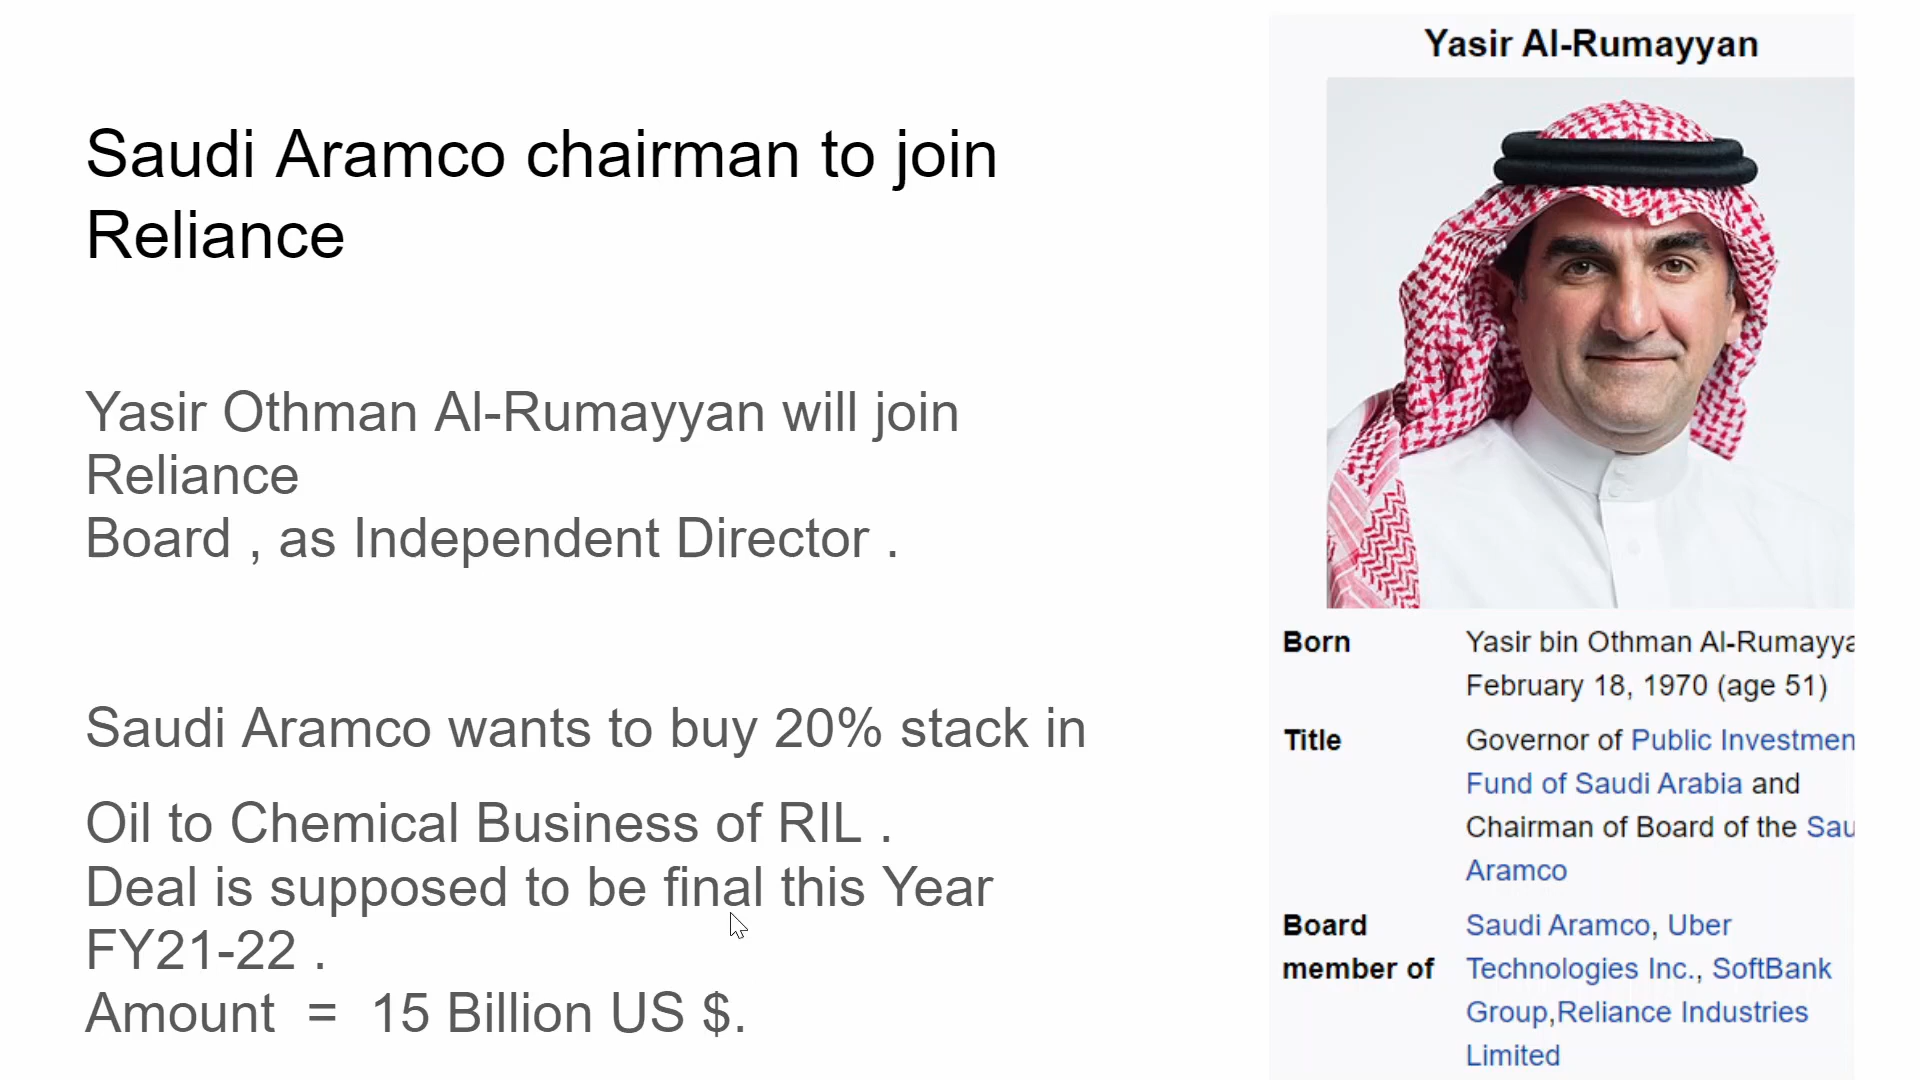 Saudi Aramco chairman to join
Reliance
Yasir Othman Al-Rumayyan will join
Reliance
Board , as Independent Director .
Saudi Aramco wants to buy 20% stack in
Oil to Chemical Business of RIL .
Deal is supposed to be final this Year
FY21-22 .
Amount = 15 Billion US $.
Yasir Al-Rumayyan
Born Yasir bin Othman Al-Rumayya
February 18, 1970 (age 51)
Title Governor of Public Investmen
Fund of Saudi Arabia and
Chairman of Board of the Sau
Aramco
Board Saudi Aramco, Uber
member of Technologies Inc., SoftBank
Group,Reliance Industries
Limited